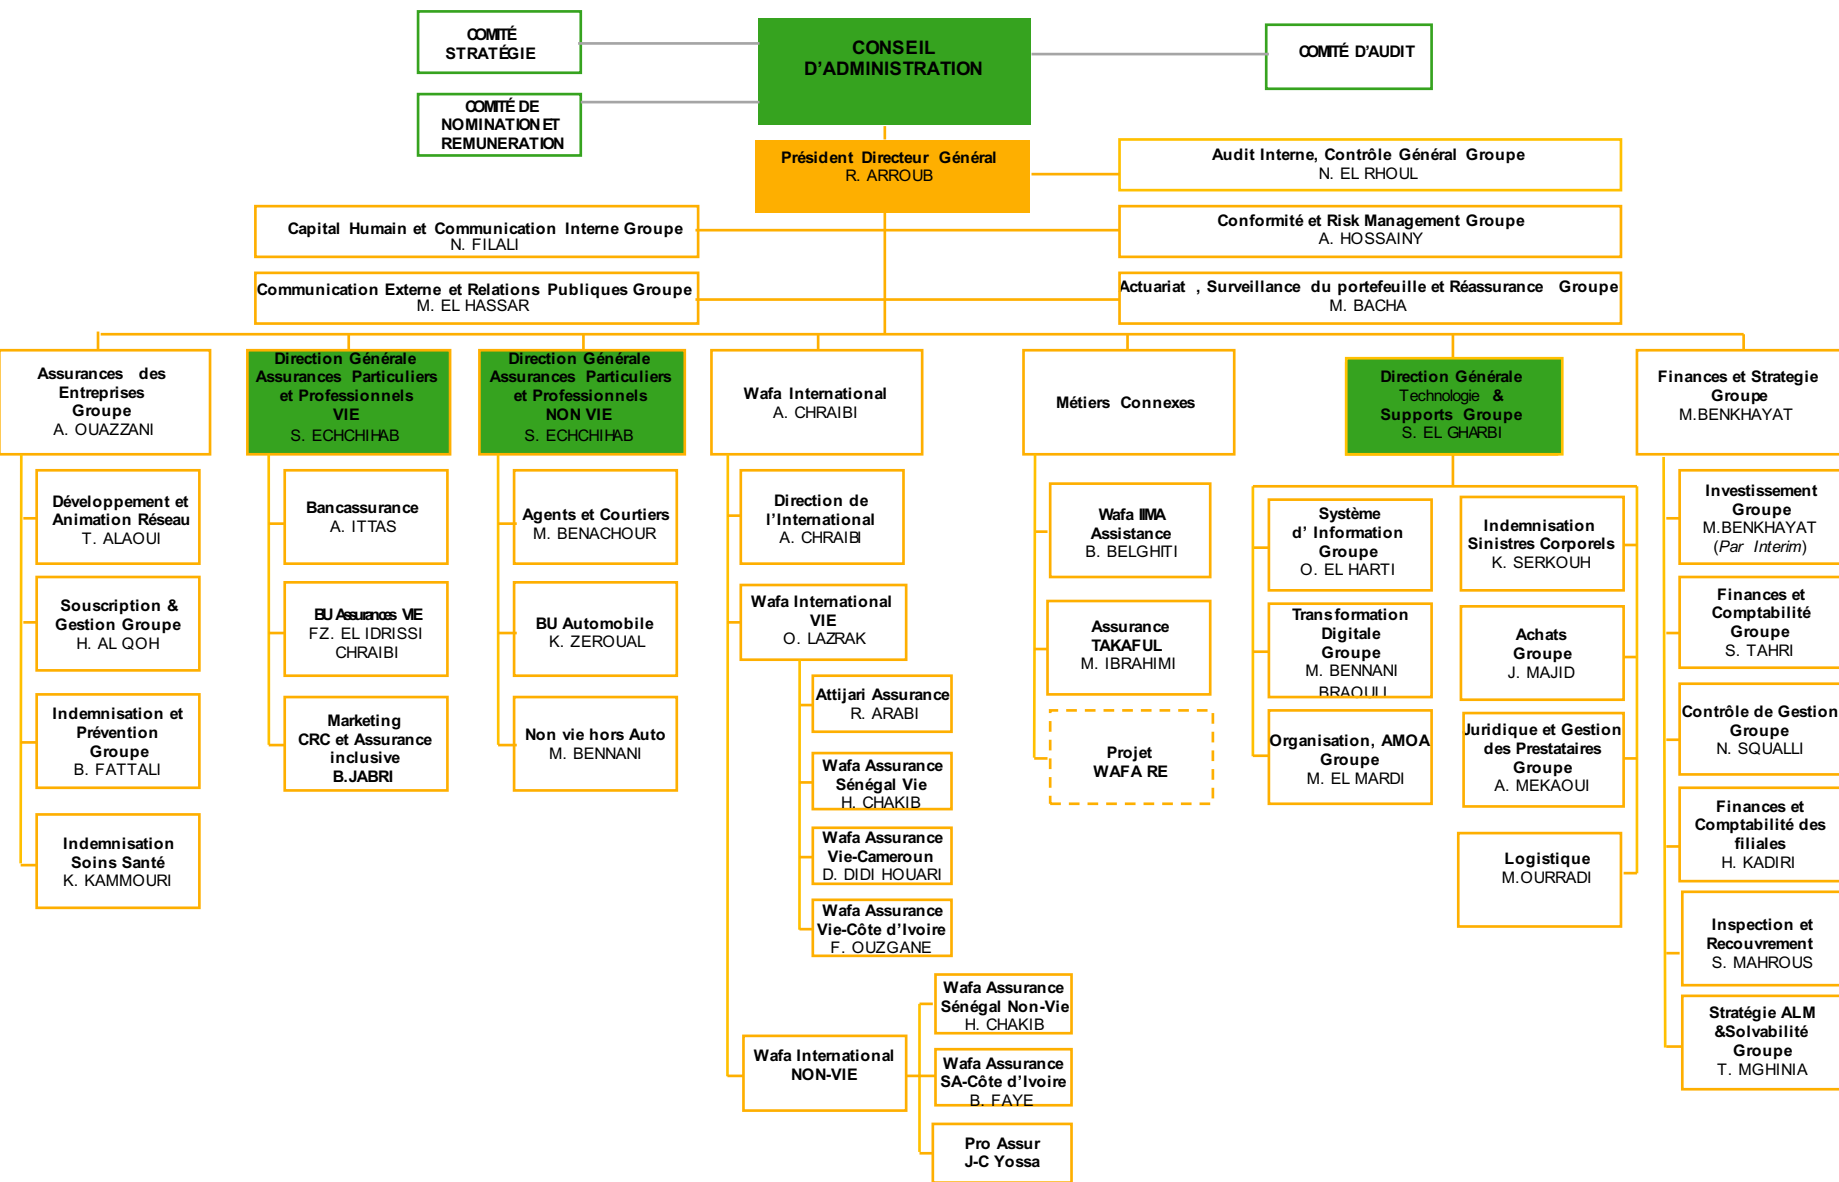 COMITÉ
STRATÉGIE
CONSEIL
D'ADMINISTRATION
COMITÉ D'AUDIT
COMITÉ DE
NOMINATION ET
REMUNERATION
Président Directeur Général
R. ARROUB
Audit Interne, Contrôle Général Groupe
N. EL RHOUL
Capital Humain et Communication Interne Groupe
N. FILALI
Conformité et Risk Management Groupe
A. HOSSAINY
Communication Externe et Relations Publiques Groupe
M. EL HASSAR
Actuariat , Surveillance du portefeuille et Réassurance Groupe
M. BACHA
Assurances des
Entreprises
Groupe
A. OUAZZANI
Direction Générale
Assurances Particuliers
et Professionnels
VIE
S. ECHCHIHAB
Direction Générale
Assurances Particuliers
et Professionnels
NON VIE
S. ECHCHIHAB
Wafa International
A. CHRAIBI
Métiers Connexes
Direction Générale
Technologie &
Supports Groupe
S. EL GHARBI
Finances et Strategie
Groupe
M.BENKHAYAT
Développement et
Animation Réseau
T. ALAOUI
Souscription &
Gestion Groupe
H. AL QOH
Indemnisation et
Prévention
Groupe
B. FATTALI
Indemnisation
Soins Santé
K. KAMMOURI
Bancassurance
A. ITTAS
BU Assurances VIE
FZ. EL IDRISSI
CHRAIBI
Marketing
CRC et Assurance
inclusive
B.JABRI
Agents et Courtiers
M. BENACHOUR
BU Automobile
K. ZEROUAL
Non vie hors Auto
M. BENNANI
Direction de
l'International
A. CHRAIBI
Wafa International
VIE
O. LAZRAK
Attijari Assurance
R. ARABI
Wafa Assurance
Sénégal Vie
H. CHAKIB
Wafa Assurance
Vie-Cameroun
D. DIDI HOUARI
Wafa Assurance
Vie-Côte d'Ivoire
F. OUZGANE
Wafa International
NON-VIE
Wafa Assurance
Sénégal Non-Vie
H. CHAKIB
Wafa Assurance
SA-Côte d'Ivoire
B. FAYE
Pro Assur
J-C Yossa
Wafa IMA
Assistance
B. BELGHITI
Assurance
TAKAFUL
M. IBRAHIMI
Projet
WAFA RE
Système
d' Information
Groupe
O. EL HARTI
Transformation
Digitale
Groupe
M. BENNANI
BRAOULI
Organisation, AMOA
Groupe
M. EL MARDI
Indemnisation
Sinistres Corporels
K. SERKOUH
Achats
Groupe
J. MAJID
Juridique et Gestion
des Prestataires
Groupe
A. MEKAOUI
Logistique
M.OURRADI
Investissement
Groupe
M.BENKHAYAT
(Par Interim)
Finances et
Comptabilité
Groupe
S. TAHRI
Contrôle de Gestion
Groupe
N. SQUALLI
Finances et
Comptabilité des
filiales
H. KADIRI
Inspection et
Recouvrement
S. MAHROUS
Stratégie ALM
&Solvabilité
Groupe
T. MGHINIA